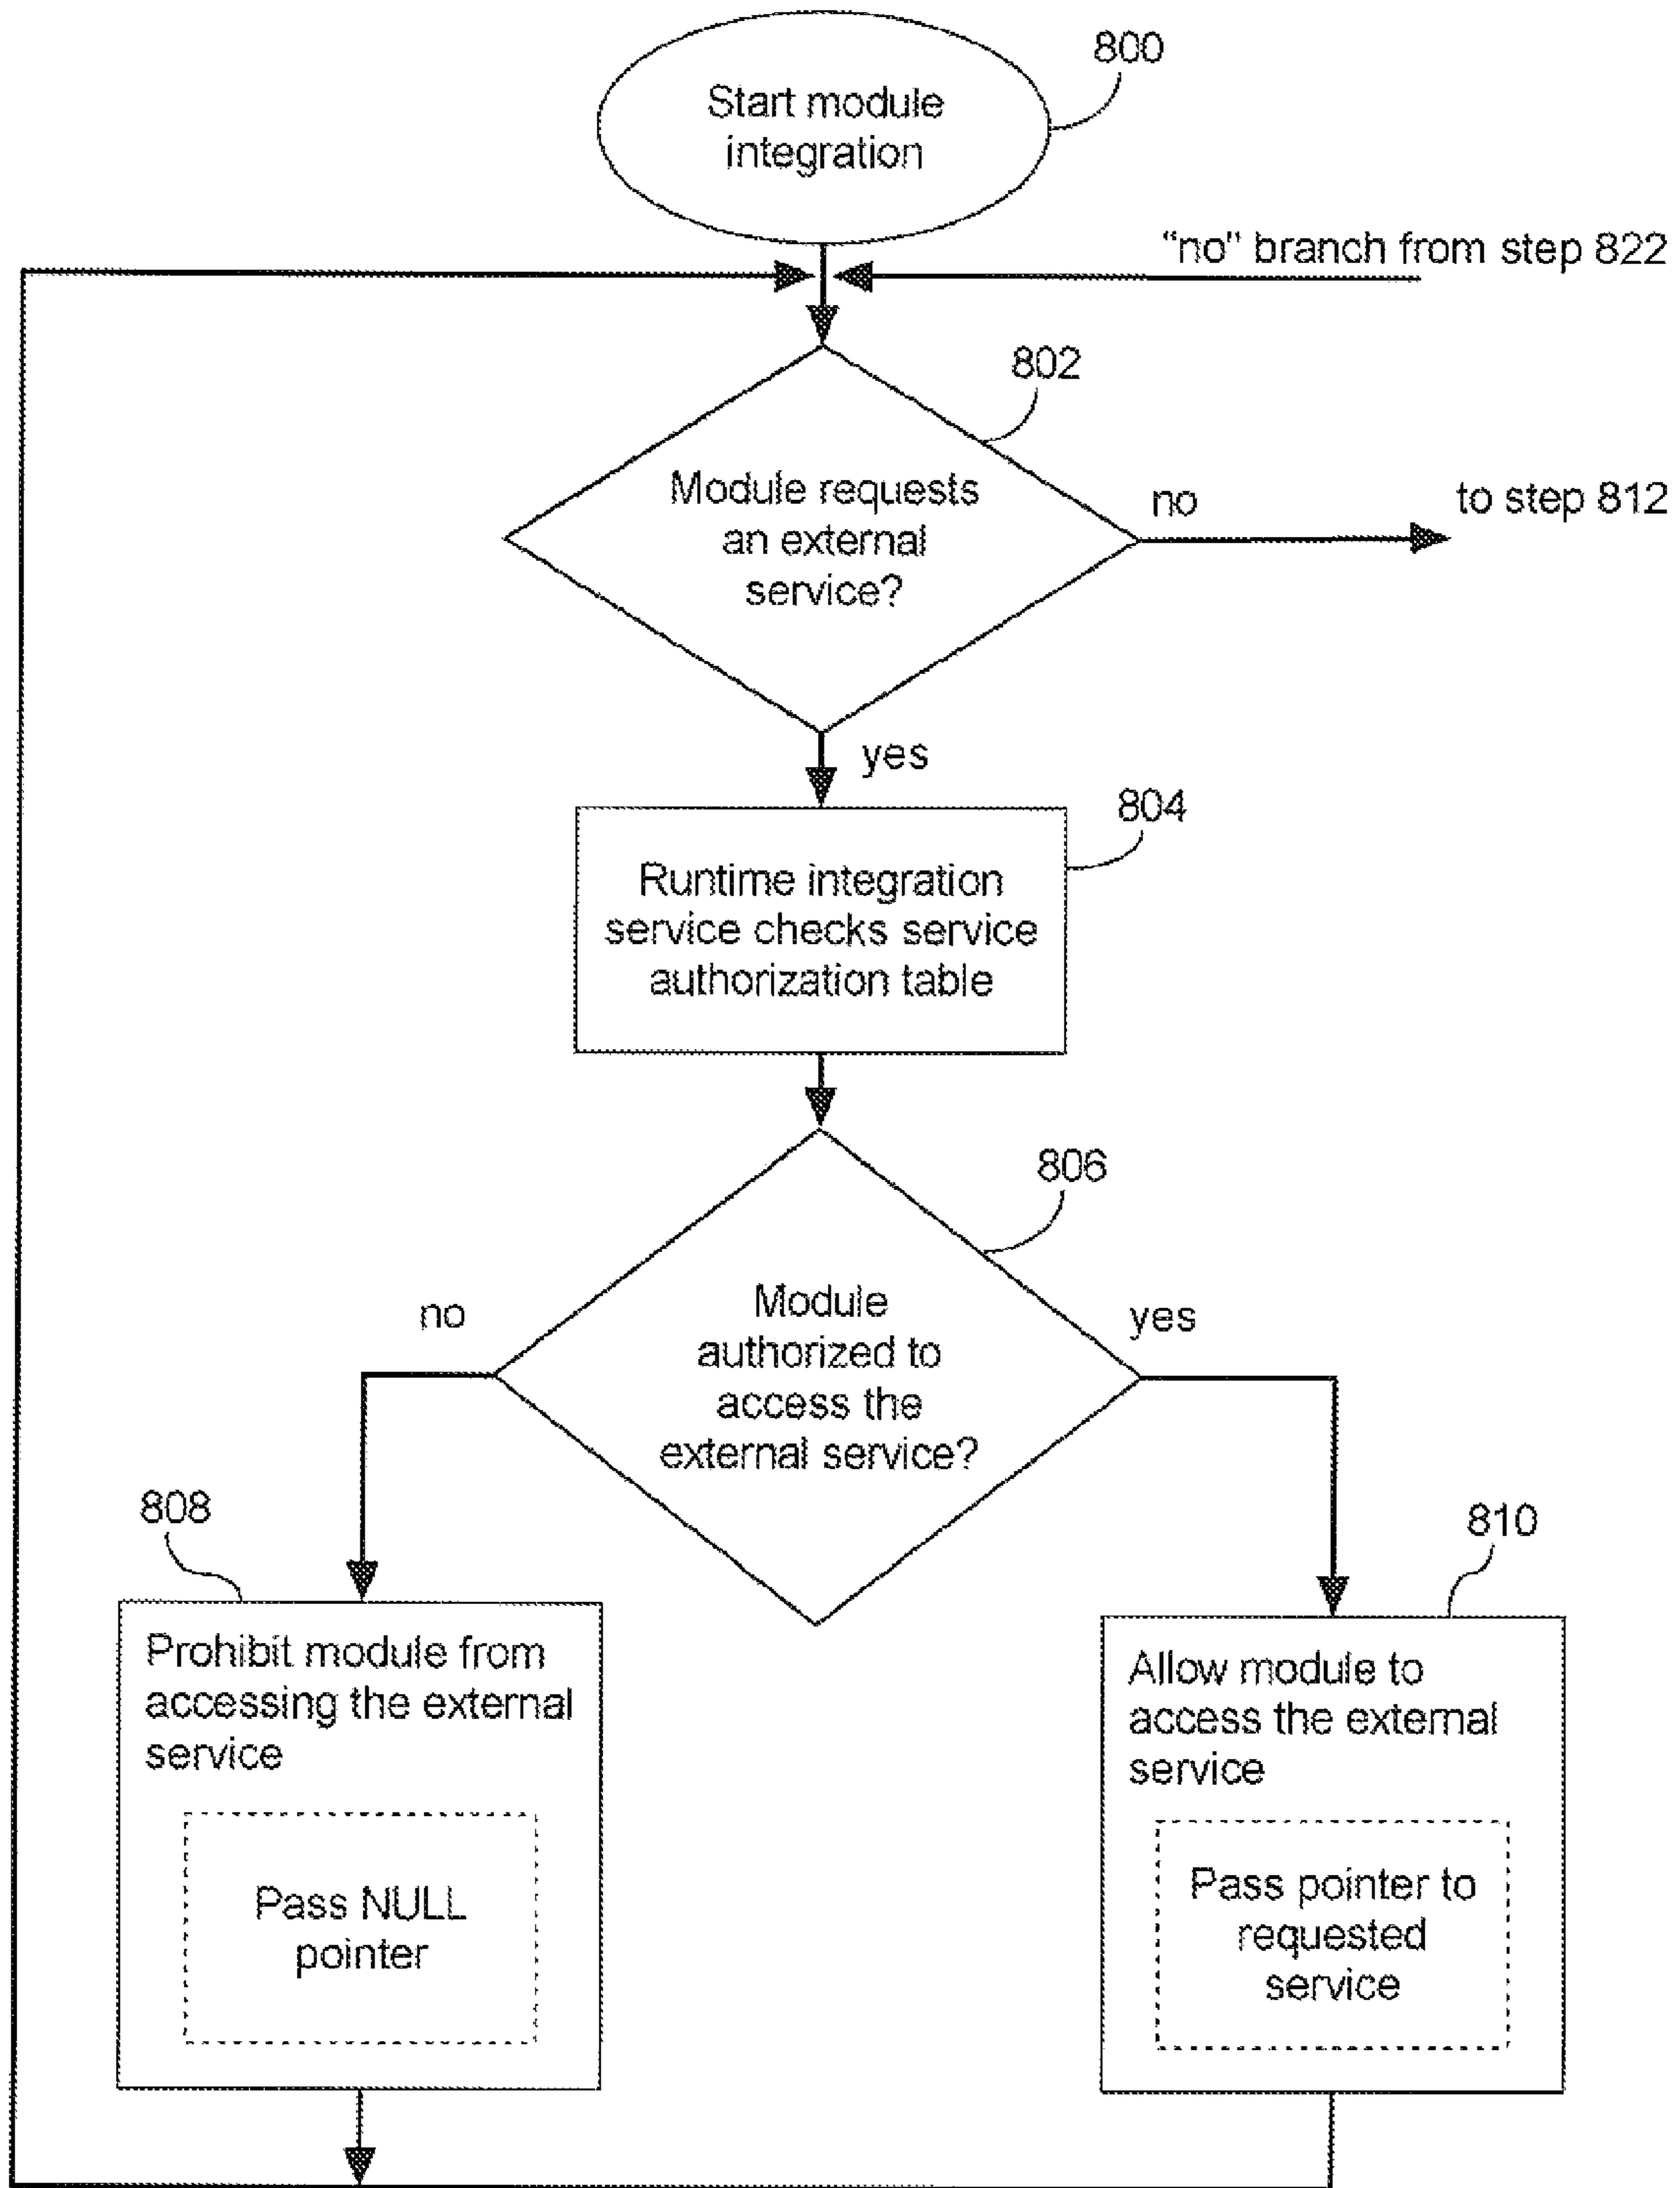 800
Start module
integration
"no" branch from step 822
802
Module requests
an external
service?
no
to step 812
yes
804
Runtime integration
service checks service
authorization table
806
Module
authorized to
access the
external service?
no
yes
808
Prohibit module from
accessing the external
service
Pass NULL
pointer
810
Allow module to
access the external
service
Pass pointer to
requested
service